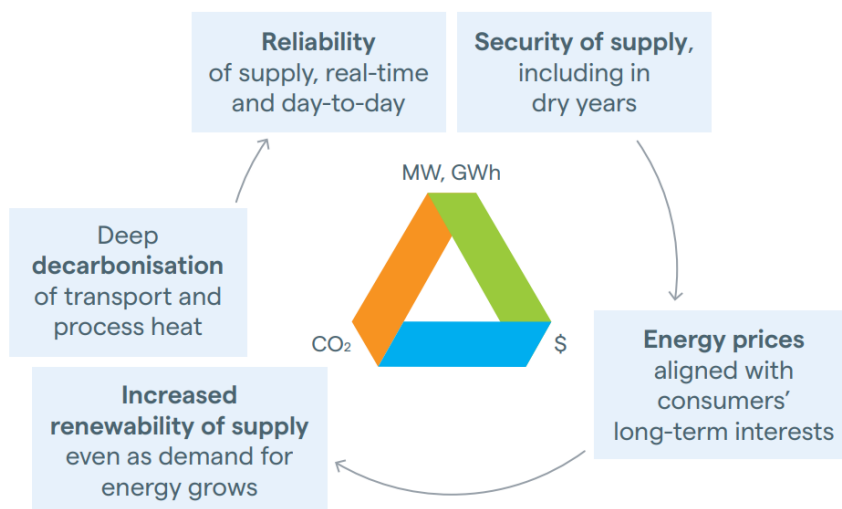 Reliability
of supply, real-time
and day-to-day
Security of supply,
including in
dry years
MW, GWh
Deep
decarbonisation
of transport and
process heat
CO₂
$
Energy prices
aligned with
consumers’
long-term interests
Increased
renewability of supply
even as demand for
energy grows